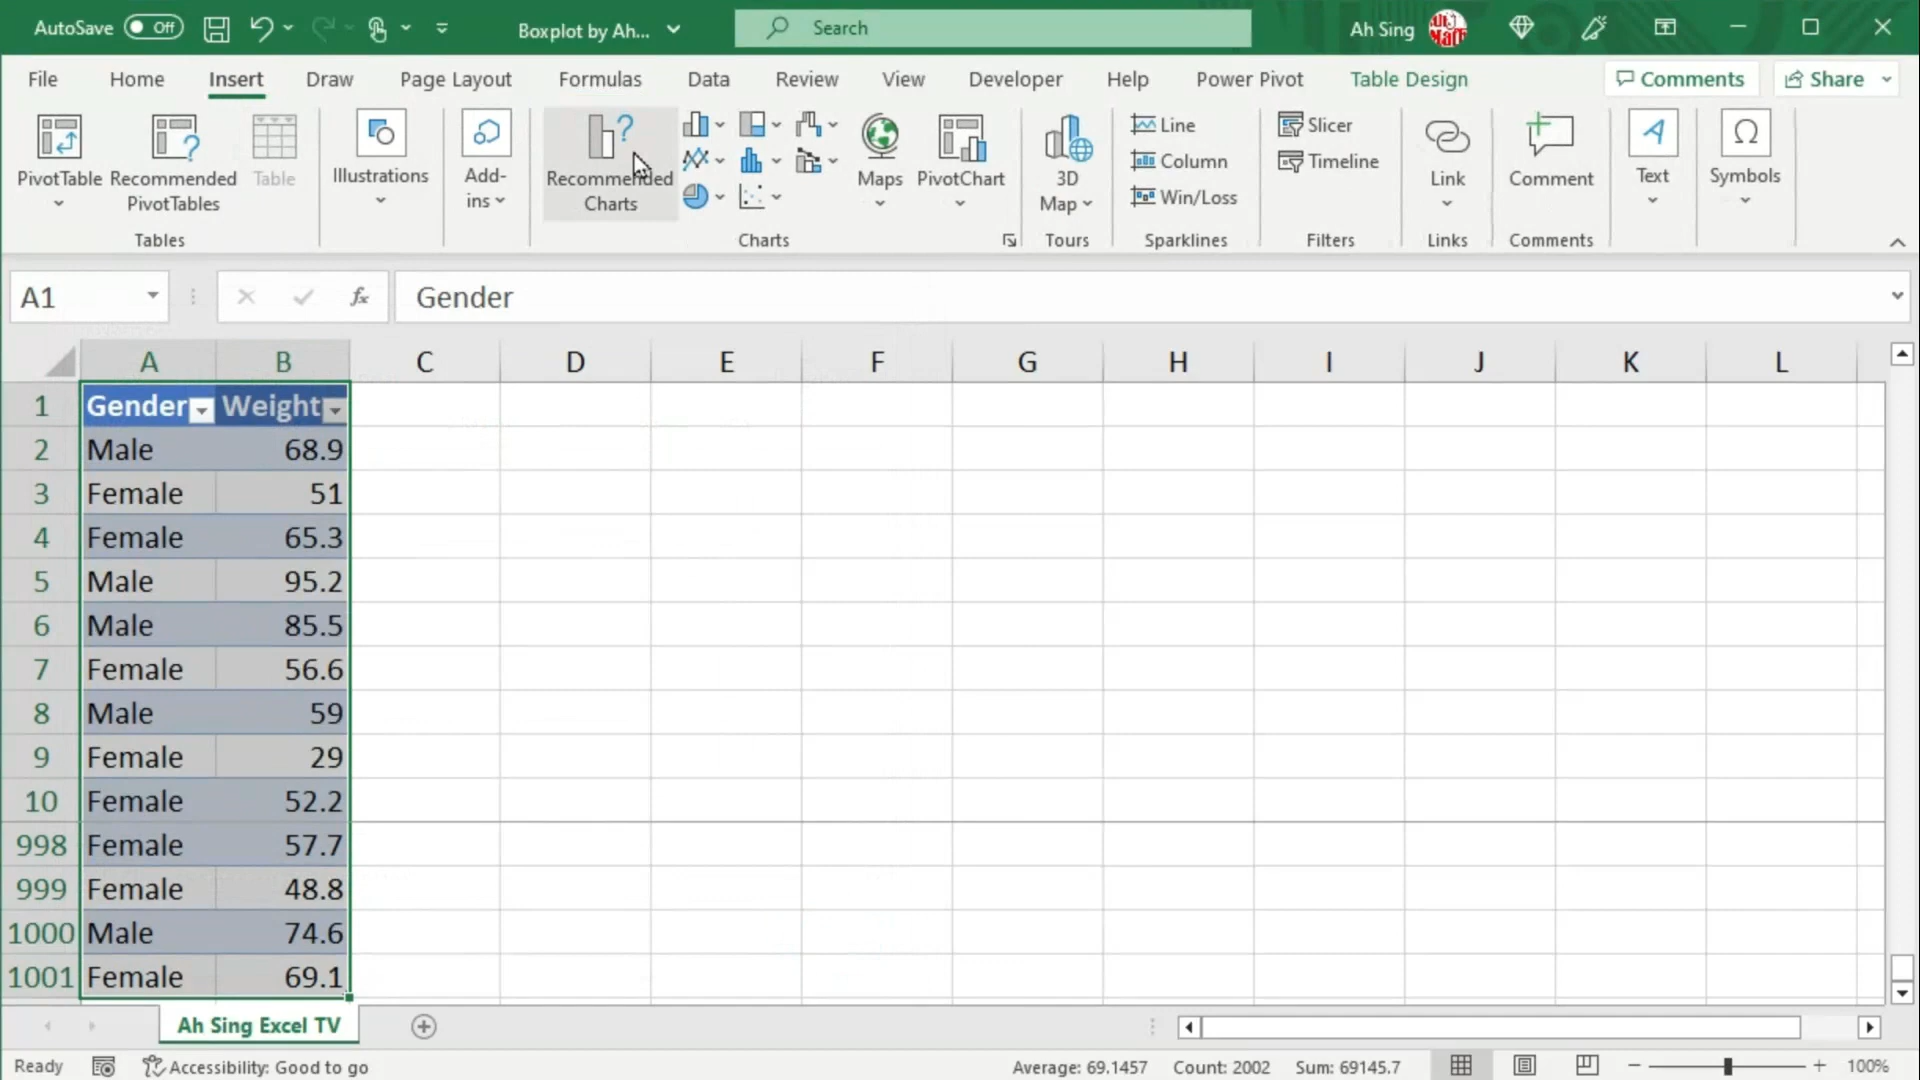 AutoSave Off Boxplot by Ah... Search Ah Sing
File Home Insert Draw Page Layout Formulas Data Review View Developer Help Power Pivot Table Design Comments Share
PivotTable
Recommended
PivotTables
Table
Tables
Illustrations
Add-
ins
Recommended
Charts
Maps
PivotChart
Charts
3D
Map
Tours
Line
Column
Win/Loss
Sparklines
Slicer
Timeline
Filters
Link
Links
Comment
Comments
Text
Symbols
A1 fx Gender
A B C D E F G H I J K L
1 Gender Weight
2 Male 68.9
3 Female 51
4 Female 65.3
5 Male 95.2
6 Male 85.5
7 Female 56.6
8 Male 59
9 Female 29
10 Female 52.2
998 Female 57.7
999 Female 48.8
1000 Male 74.6
1001 Female 69.1
Ah Sing Excel TV
Ready Accessibility: Good to go Average: 69.1457 Count: 2002 Sum: 69145.7 100%